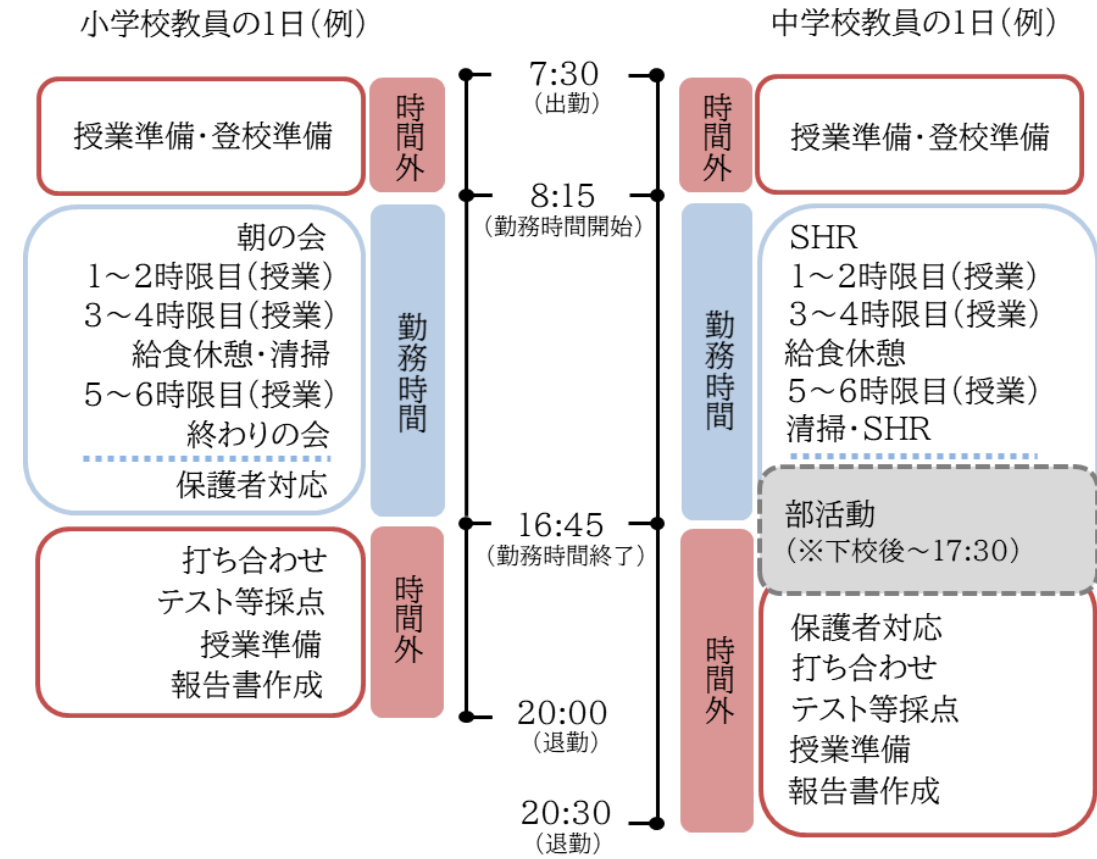 小学校教員の1日(例)
時間外
授業準備・登校準備
勤務時間
朝の会
1～2時限目(授業)
3～4時限目(授業)
給食休憩・清掃
5～6時限目(授業)
終わりの会
保護者対応
時間外
打ち合わせ
テスト等採点
授業準備
報告書作成
7:30
(出勤)
8:15
(勤務時間開始)
16:45
(勤務時間終了)
20:00
(退勤)
20:30
(退勤)
中学校教員の1日(例)
時間外
授業準備・登校準備
勤務時間
SHR
1～2時限目(授業)
3～4時限目(授業)
給食休憩
5～6時限目(授業)
清掃・SHR
部活動
(※下校後～17:30)
時間外
保護者対応
打ち合わせ
テスト等採点
授業準備
報告書作成